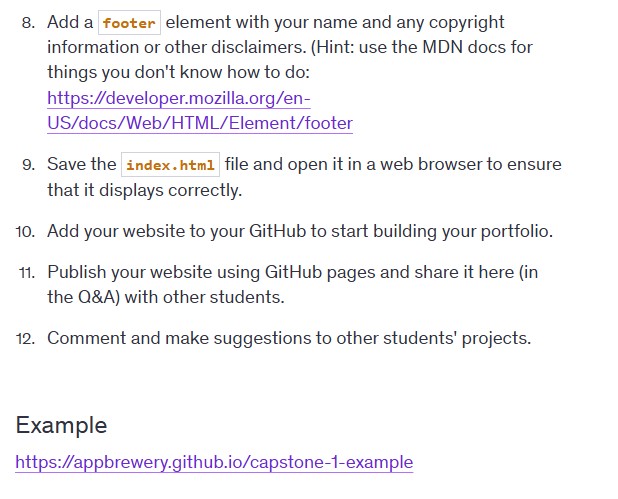 8. Add a footer element with your name and any copyright
information or other disclaimers. (Hint: use the MDN docs for
things you don't know how to do:
https://developer.mozilla.org/en-
US/docs/Web/HTML/Element/footer
9. Save the index.html file and open it in a web browser to ensure
that it displays correctly.
10. Add your website to your GitHub to start building your portfolio.
11. Publish your website using GitHub pages and share it here (in
the Q&A) with other students.
12. Comment and make suggestions to other students' projects.
Example
https://appbrewery.github.io/capstone-1-example